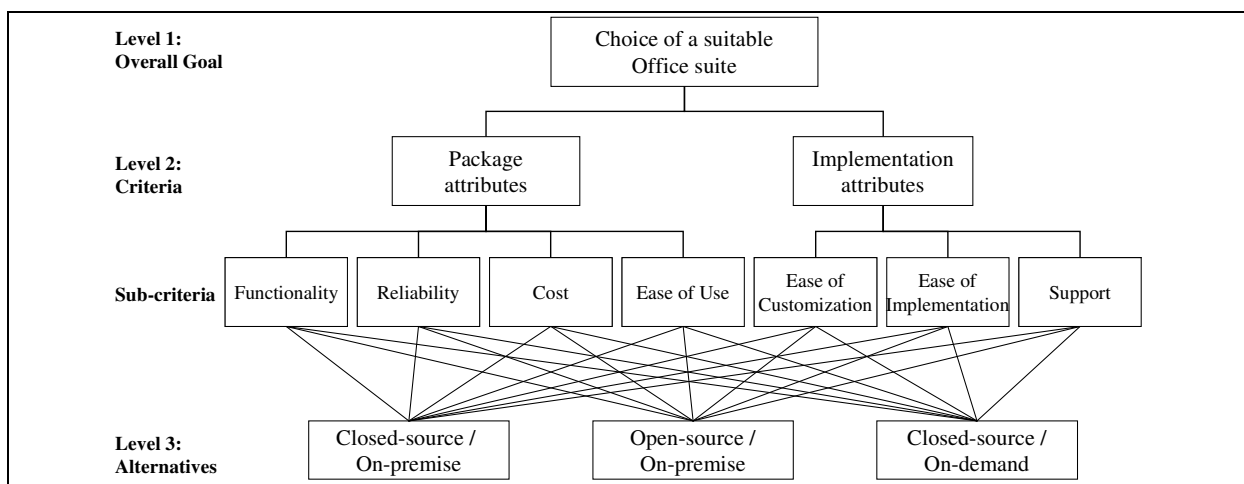 Level 1:
Overall Goal
Choice of a suitable
Office suite
Level 2:
Criteria
Package
attributes
Implementation
attributes
Sub-criteria
Functionality
Reliability
Cost
Ease of Use
Ease of
Customization
Ease of
Implementation
Support
Level 3:
Alternatives
Closed-source /
On-premise
Open-source /
On-premise
Closed-source /
On-demand